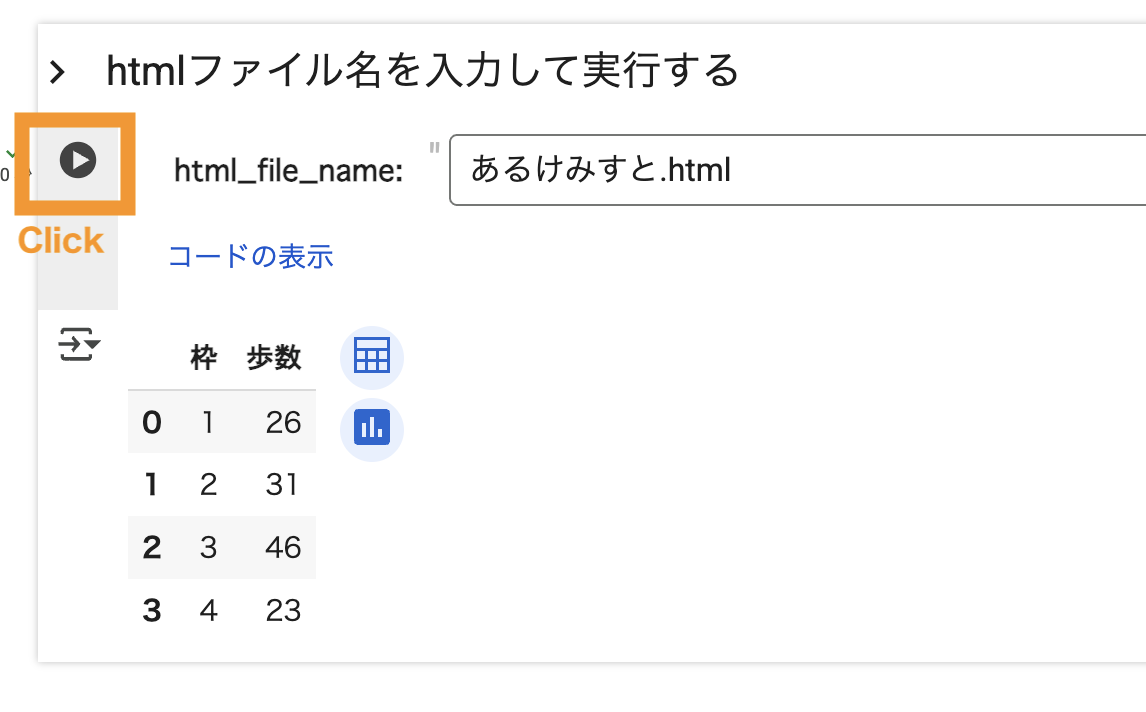 htmlファイル名を入力して実行する
html_file_name: " あるけみすと.html
0
Click
コードの表示
枠 歩数
0 1 26
1 2 31
2 3 46
3 4 23